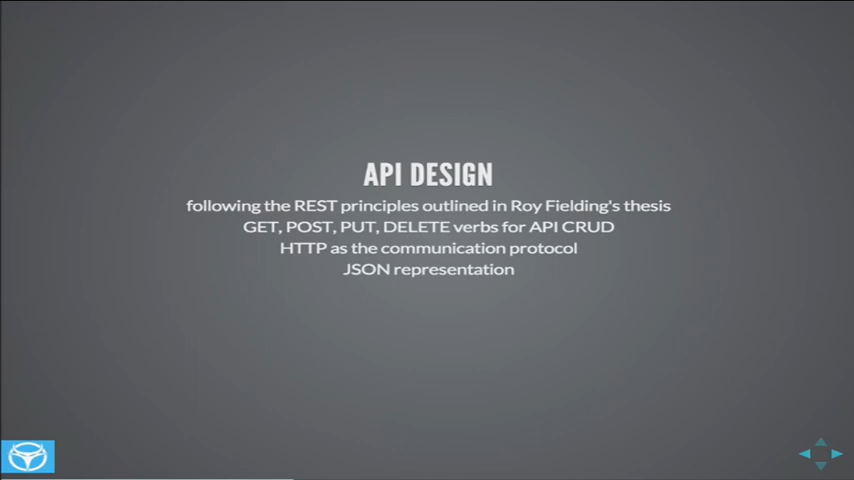 API DESIGN
following the REST principles outlined in Roy Fielding's thesis
GET, POST, PUT, DELETE verbs for API CRUD
HTTP as the communication protocol
JSON representation